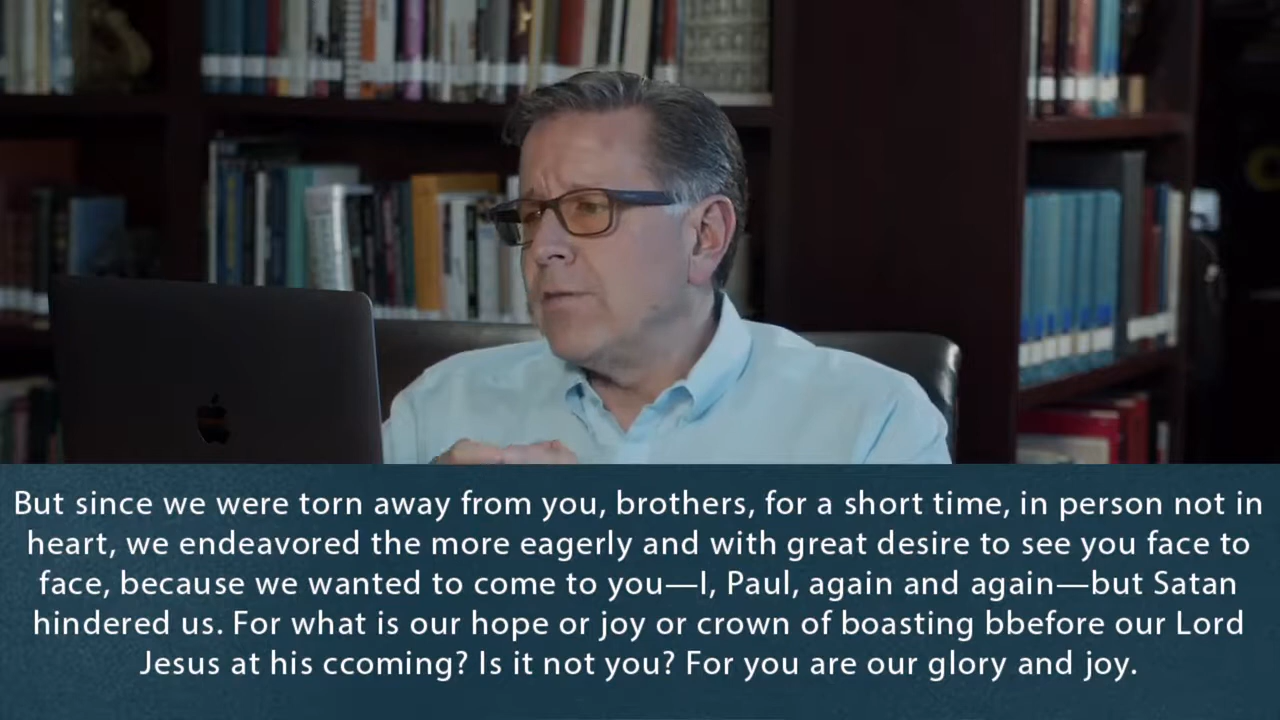 But since we were torn away from you, brothers, for a short time, in person not in
heart, we endeavored the more eagerly and with great desire to see you face to
face, because we wanted to come to you—I, Paul, again and again—but Satan
hindered us. For what is our hope or joy or crown of boasting bbefore our Lord
Jesus at his ccoming? Is it not you? For you are our glory and joy.